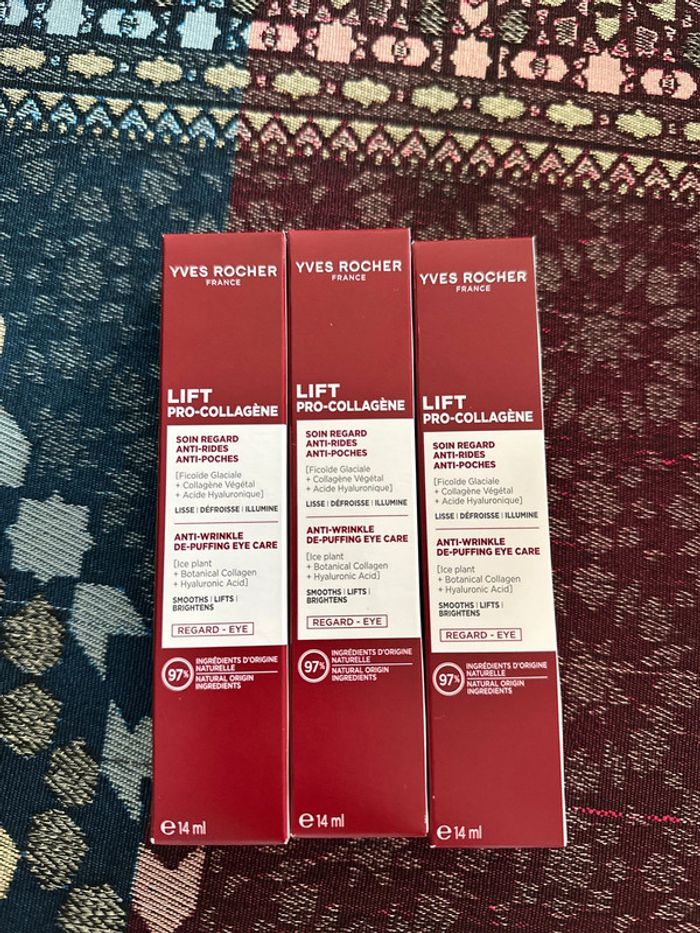 YVES ROCHER
FRANCE
LIFT
PRO-COLLAGÈNE
SOIN REGARD
ANTI-RIDES
ANTI-POCHES
[Ficoïde Glaciale
+ Collagène Végétal
+ Acide Hyaluronique]
LISSE | DÉFROISSE | ILLUMINE
ANTI-WRINKLE
DE-PUFFING EYE CARE
[Ice plant
+ Botanical Collagen
+ Hyaluronic Acid]
SMOOTHS | LIFTS |
BRIGHTENS
REGARD - EYE
97%
INGRÉDIENTS D'ORIGINE
NATURELLE
NATURAL ORIGIN
INGREDIENTS
e 14 ml
YVES ROCHER
FRANCE
LIFT
PRO-COLLAGÈNE
SOIN REGARD
ANTI-RIDES
ANTI-POCHES
[Ficoïde Glaciale
+ Collagène Végétal
+ Acide Hyaluronique]
LISSE | DÉFROISSE | ILLUMINE
ANTI-WRINKLE
DE-PUFFING EYE CARE
[Ice plant
+ Botanical Collagen
+ Hyaluronic Acid]
SMOOTHS | LIFTS |
BRIGHTENS
REGARD - EYE
97%
INGRÉDIENTS D'ORIGINE
NATURELLE
NATURAL ORIGIN
INGREDIENTS
e 14 ml
YVES ROCHER
FRANCE
LIFT
PRO-COLLAGÈNE
SOIN REGARD
ANTI-RIDES
ANTI-POCHES
[Ficoïde Glaciale
+ Collagène Végétal
+ Acide Hyaluronique]
LISSE | DÉFROISSE | ILLUMINE
ANTI-WRINKLE
DE-PUFFING EYE CARE
[Ice plant
+ Botanical Collagen
+ Hyaluronic Acid]
SMOOTHS | LIFTS |
BRIGHTENS
REGARD - EYE
97%
INGRÉDIENTS D'ORIGINE
NATURELLE
NATURAL ORIGIN
INGREDIENTS
e 14 ml